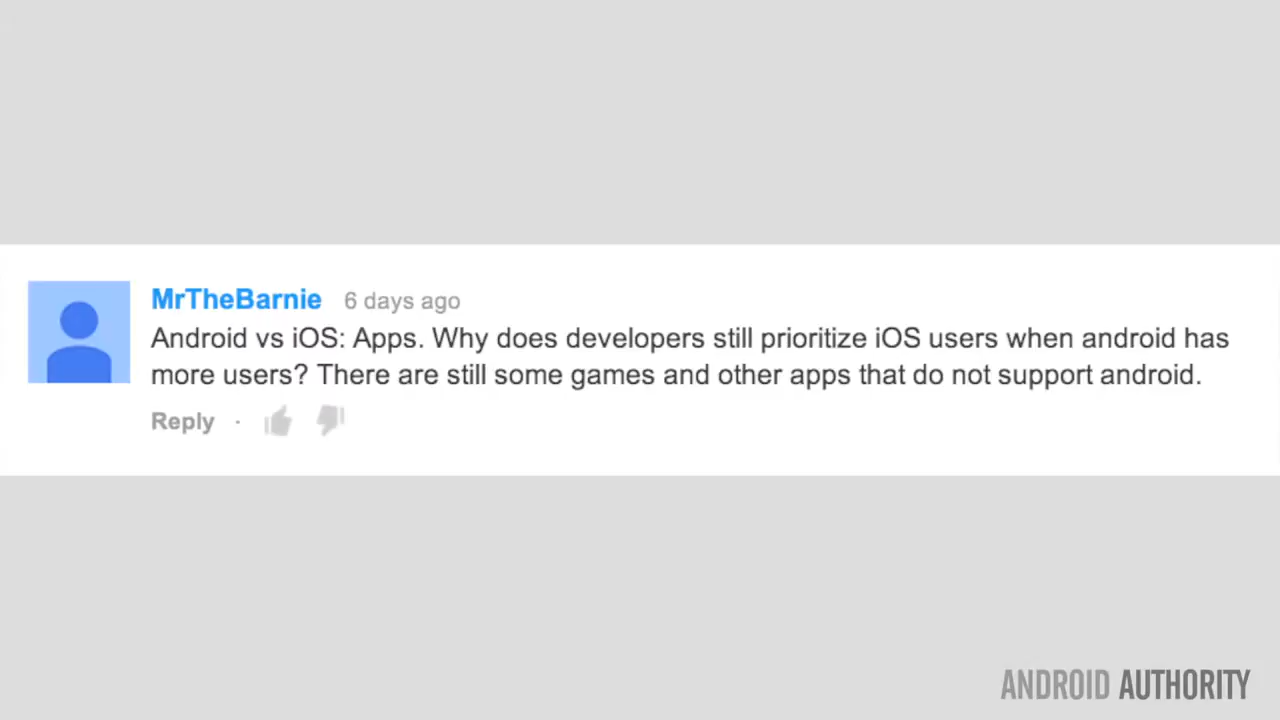 MrTheBarnie 6 days ago
Android vs iOS: Apps. Why does developers still prioritize iOS users when android has
more users? There are still some games and other apps that do not support android.
Reply ·
ANDROID AUTHORITY